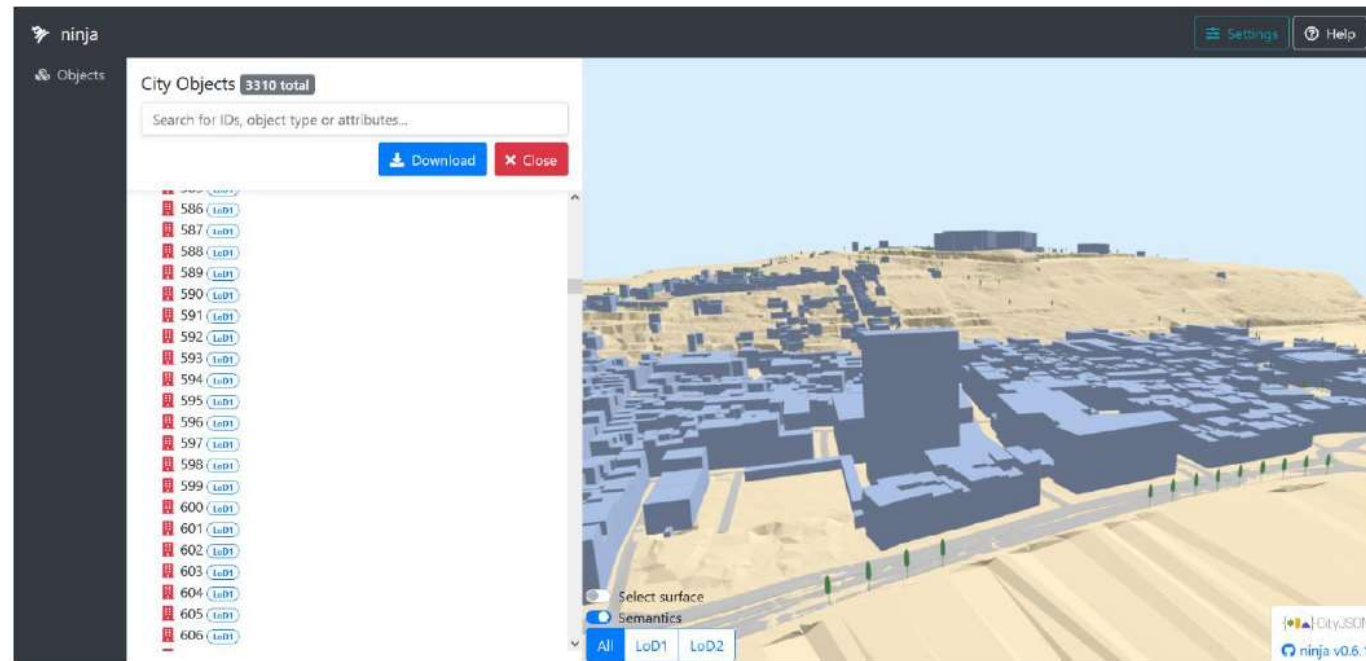 ninja
Settings
Help
Objects
City Objects 3310 total
Search for IDs, object type or attributes...
Download
Close
586 LoD1
587 LoD1
588 LoD1
589 LoD1
590 LoD1
591 LoD1
592 LoD1
593 LoD1
594 LoD1
595 LoD1
596 LoD1
597 LoD1
598 LoD1
599 LoD1
600 LoD1
601 LoD1
602 LoD1
603 LoD1
604 LoD1
605 LoD1
606 LoD1
Select surface
Semantics
All LoD1 LoD2
CityJSON
ninja v0.6.